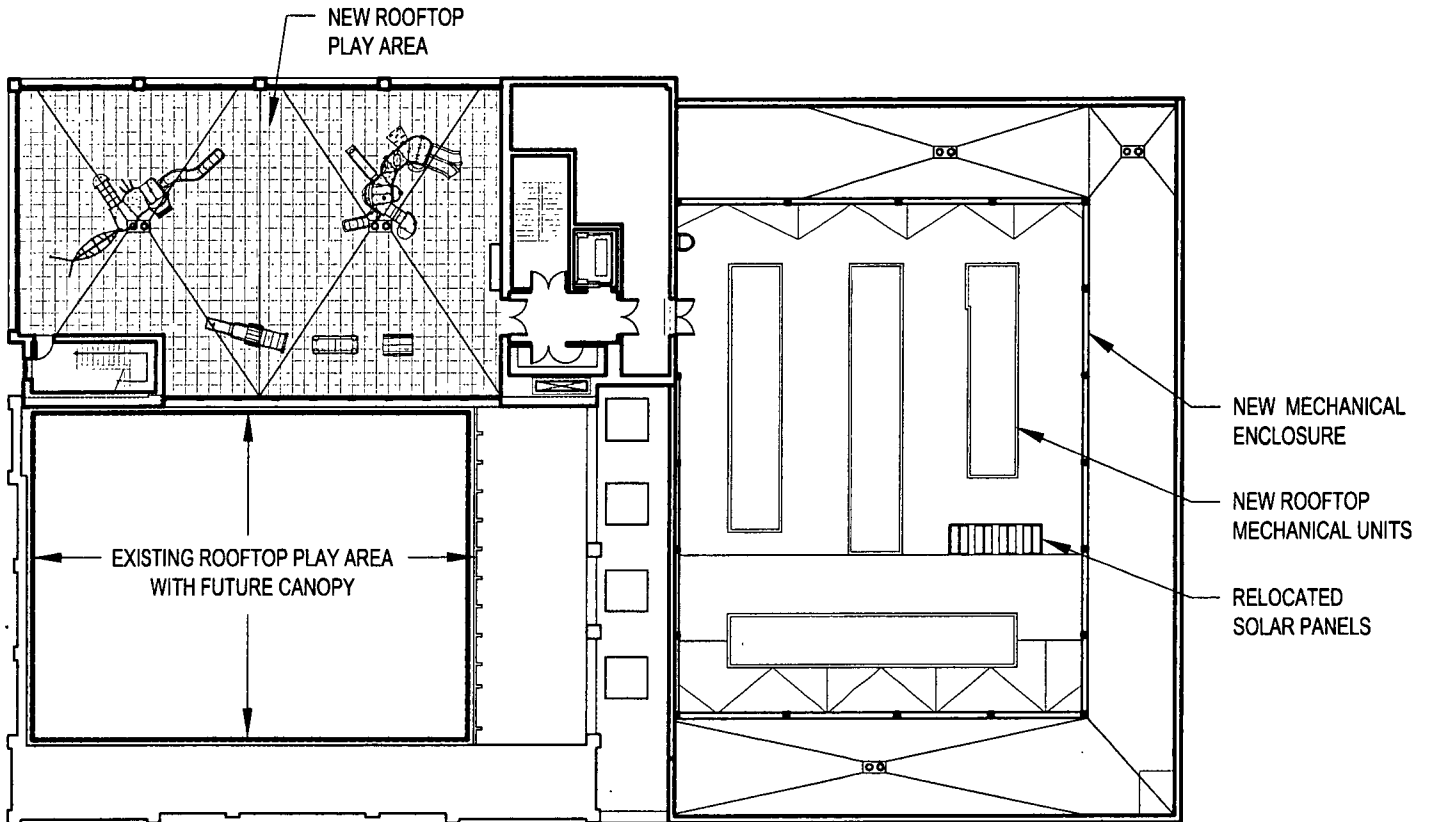 NEW ROOFTOP
PLAY AREA
EXISTING ROOFTOP PLAY AREA
WITH FUTURE CANOPY
NEW MECHANICAL
ENCLOSURE
NEW ROOFTOP
MECHANICAL UNITS
RELOCATED
SOLAR PANELS